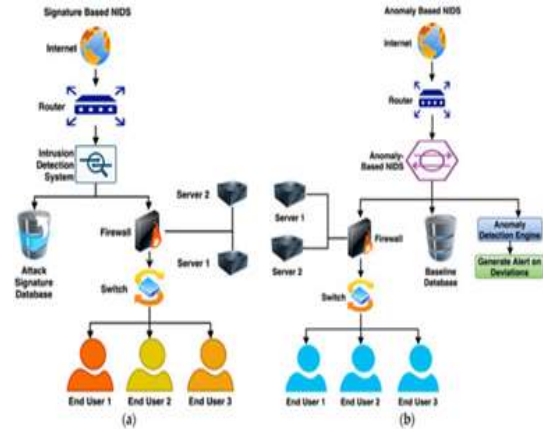 Signature Based NIDS
Internet
Router
Intrusion
Detection
System
Server 2
Firewall
Server 1
Attack
Signature
Database
Switch
End User 1
End User 2
End User 3
(a)
Anomaly Based NIDS
Internet
Router
Anomaly-
Based NIDS
Server 1
Firewall
Server 2
Baseline
Database
Anomaly
Detection Engine
Generate Alert on
Deviations
Switch
End User 1
End User 2
End User 3
(b)